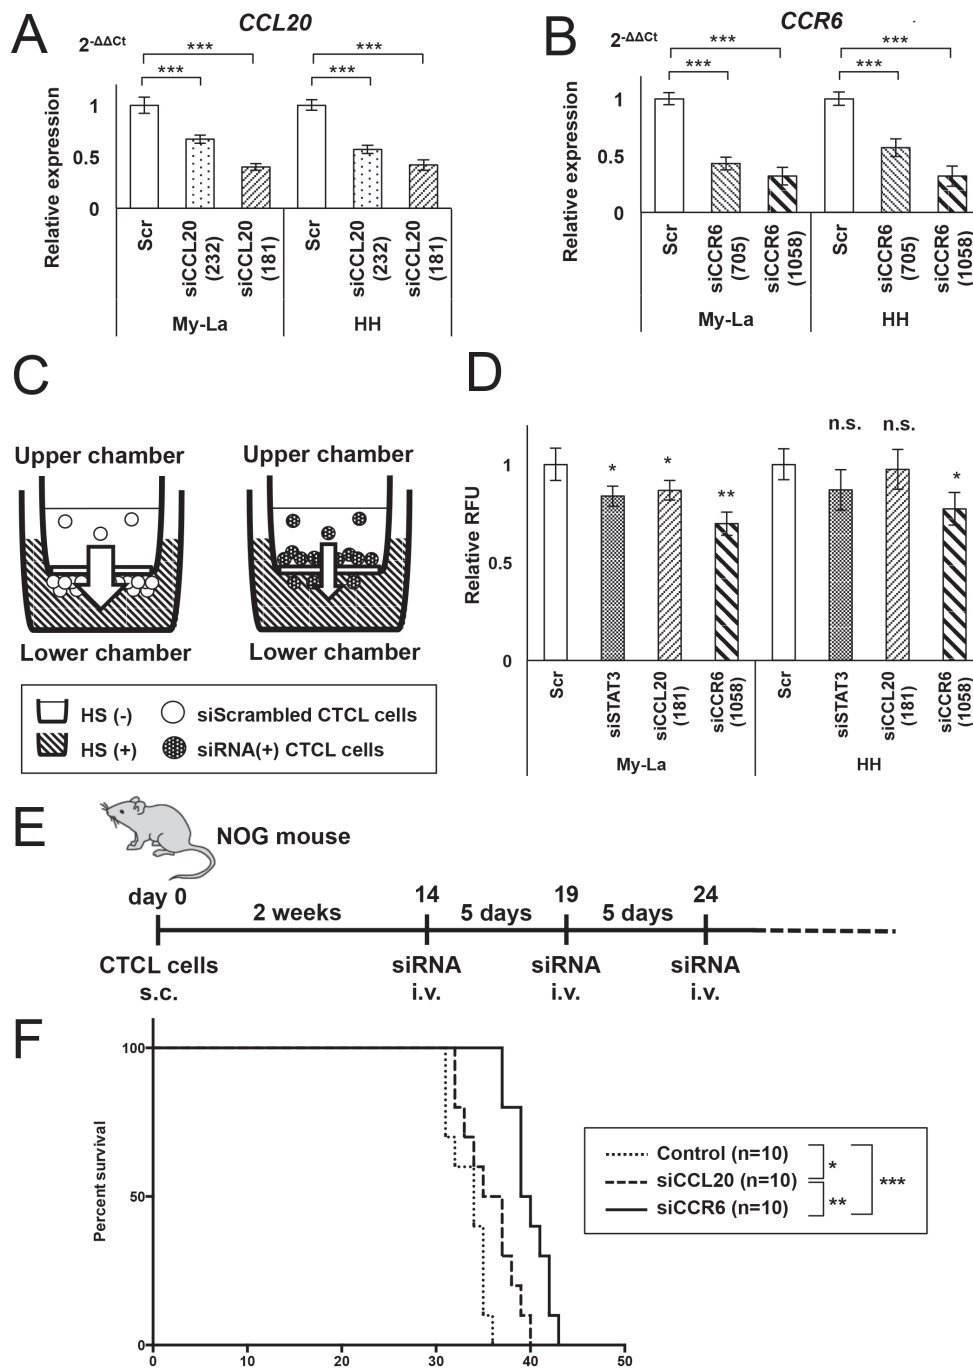 A
CCL20
2-ΔΔCt
***
***
***
***
Relative expression
1
0.5
0
Scr
siCCL20
(232)
siCCL20
(181)
Scr
siCCL20
(232)
siCCL20
(181)
My-La
HH
B
CCR6
2-ΔΔCt
***
***
***
***
Relative expression
1
0.5
0
Scr
siCCR6
(705)
siCCR6
(1058)
Scr
siCCR6
(705)
siCCR6
(1058)
My-La
HH
C
Upper chamber
Upper chamber
Lower chamber
Lower chamber
HS (-)
siScrambled CTCL cells
HS (+)
siRNA(+) CTCL cells
D
Relative RFU
1
0.5
0
*
*
**
n.s.
n.s.
*
Scr
siSTAT3
siCCL20
(181)
siCCR6
(1058)
Scr
siSTAT3
siCCL20
(181)
siCCR6
(1058)
My-La
HH
E
NOG mouse
day 0
14
19
24
2 weeks
5 days
5 days
CTCL cells
s.c.
siRNA
i.v.
siRNA
i.v.
siRNA
i.v.
F
Percent survival
100
50
0
0
10
20
30
40
50
Control (n=10)
siCCL20 (n=10)
siCCR6 (n=10)
*
**
***